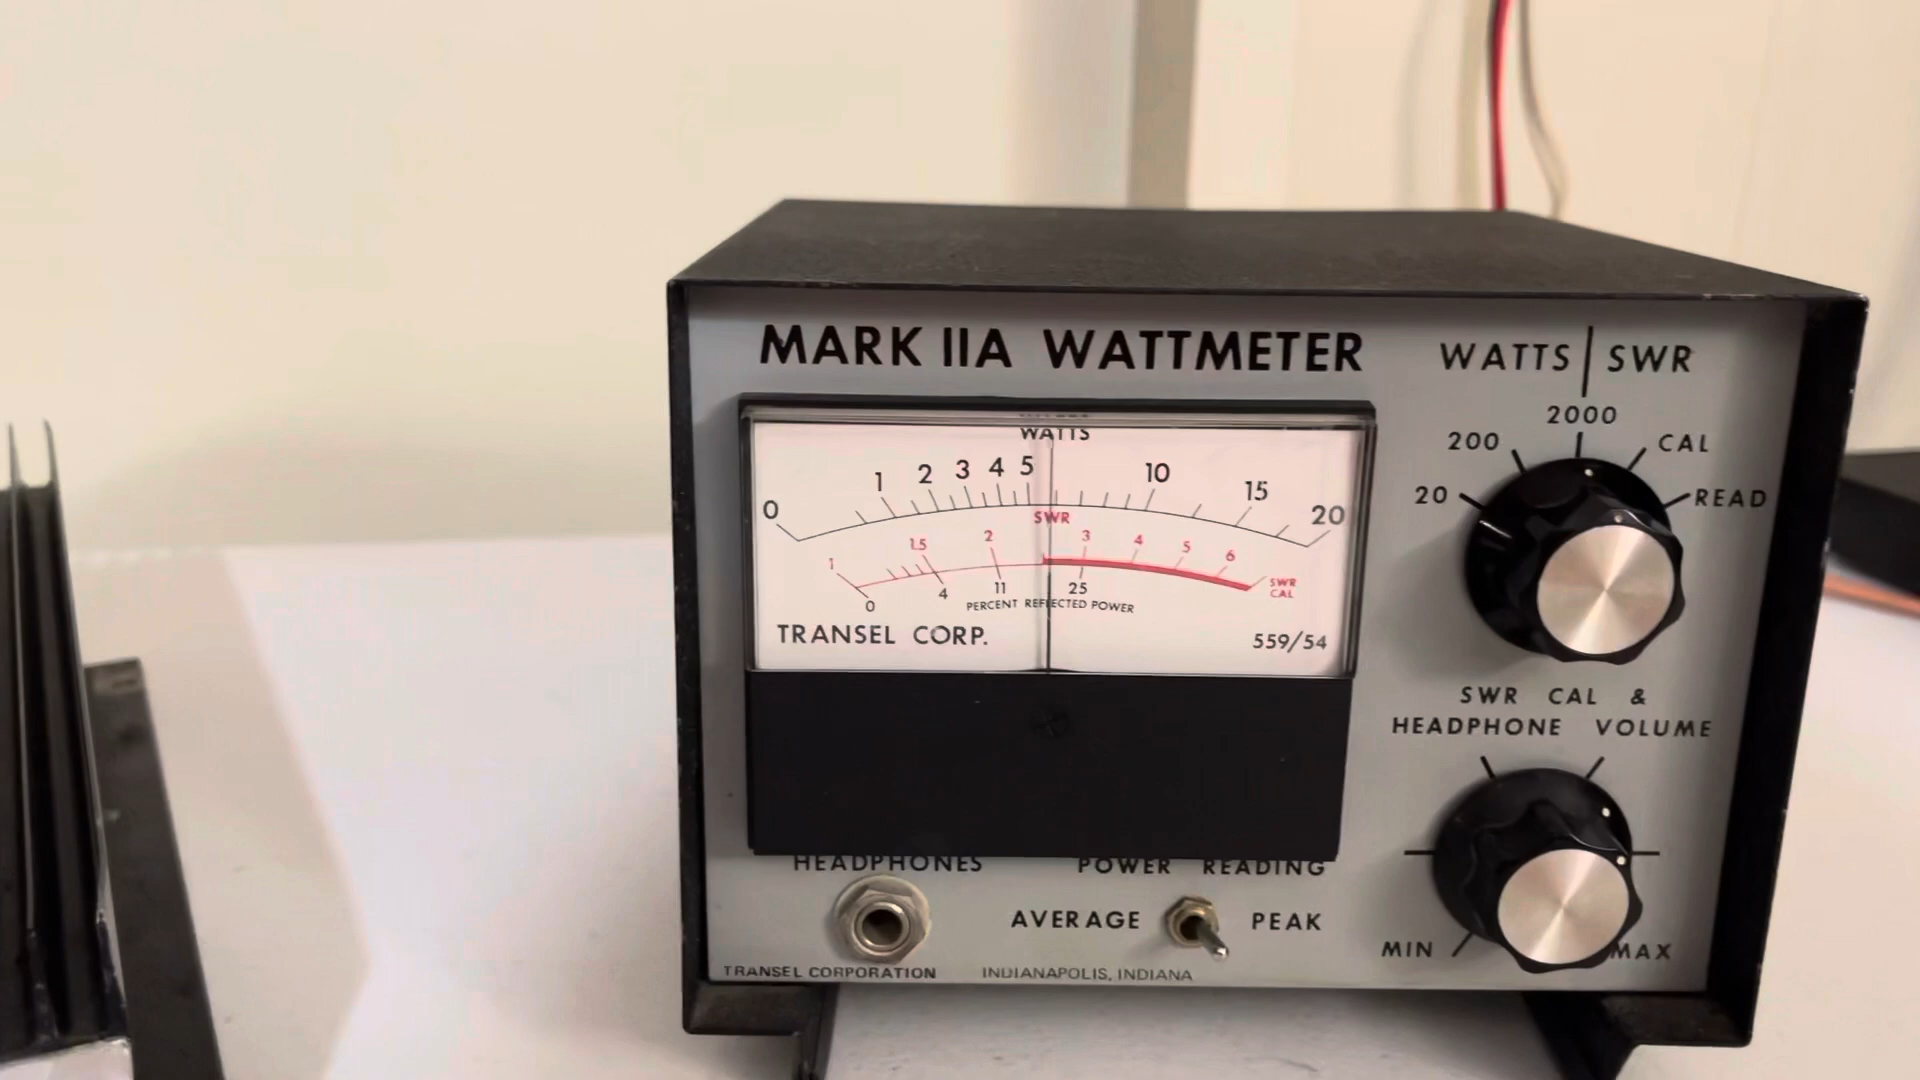 MARK IIA WATTMETER
WATTS | SWR
2000
200 CAL
20 READ
WATTS
0 1 2 3 4 5 10 15 20
SWR
1 1.5 2 3 4 5 6 SWR CAL
0 4 11 25
PERCENT REFLECTED POWER
TRANSEL CORP. 559/54
SWR CAL &
HEADPHONE VOLUME
MIN MAX
HEADPHONES POWER READING
AVERAGE PEAK
TRANSEL CORPORATION INDIANAPOLIS, INDIANA